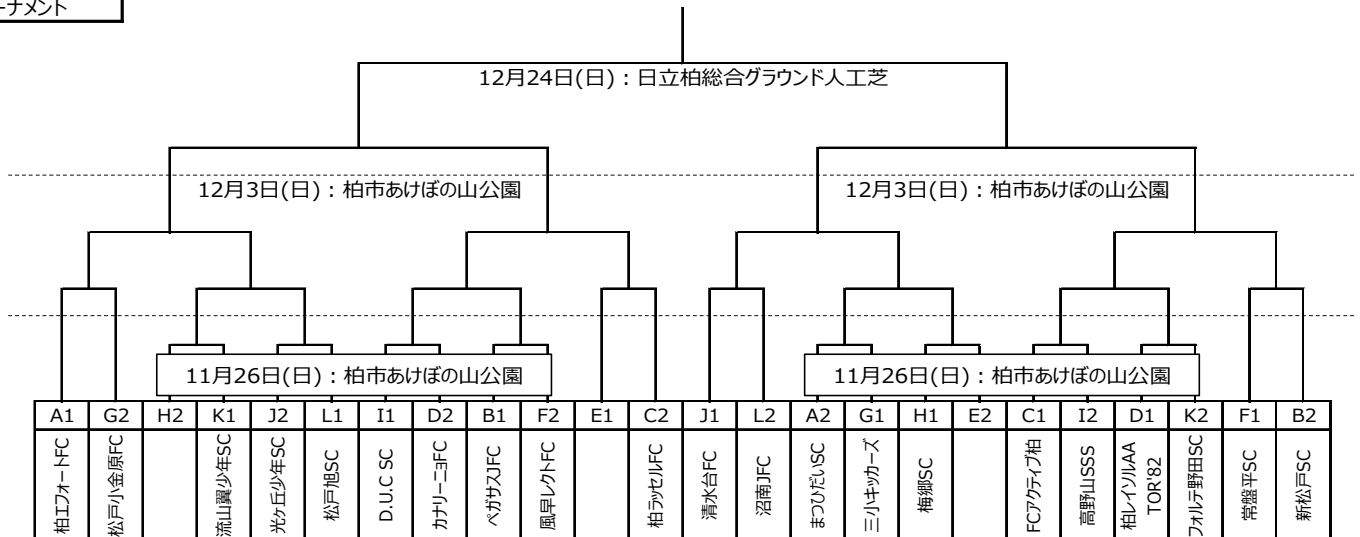 ーナメント
12月24日(日)：日立柏総合グラウンド人工芝
12月3日(日)：柏市あけぼの山公園
12月3日(日)：柏市あけぼの山公園
11月26日(日)：柏市あけぼの山公園
11月26日(日)：柏市あけぼの山公園
A1 G2 H2 K1 J2 L1 I1 D2 B1 F2 E1 C2 J1 L2 A2 G1 H1 E2 C1 I2 D1 K2 F1 B2
柏エフォートFC
松戸小金原FC
流山翼少年SC
光ヶ丘少年SC
松戸旭SC
D.U.C SC
カナリーニョFC
ペガサスJFC
風早レクトFC
柏ラッセルFC
清水台FC
沼南JFC
まつひだいSC
三小キッカーズ
梅郷SC
FCアクティブ柏
高野山SSS
柏レイソルAA
TOR'82
フォルテ野田SC
常盤平SC
新松戸SC